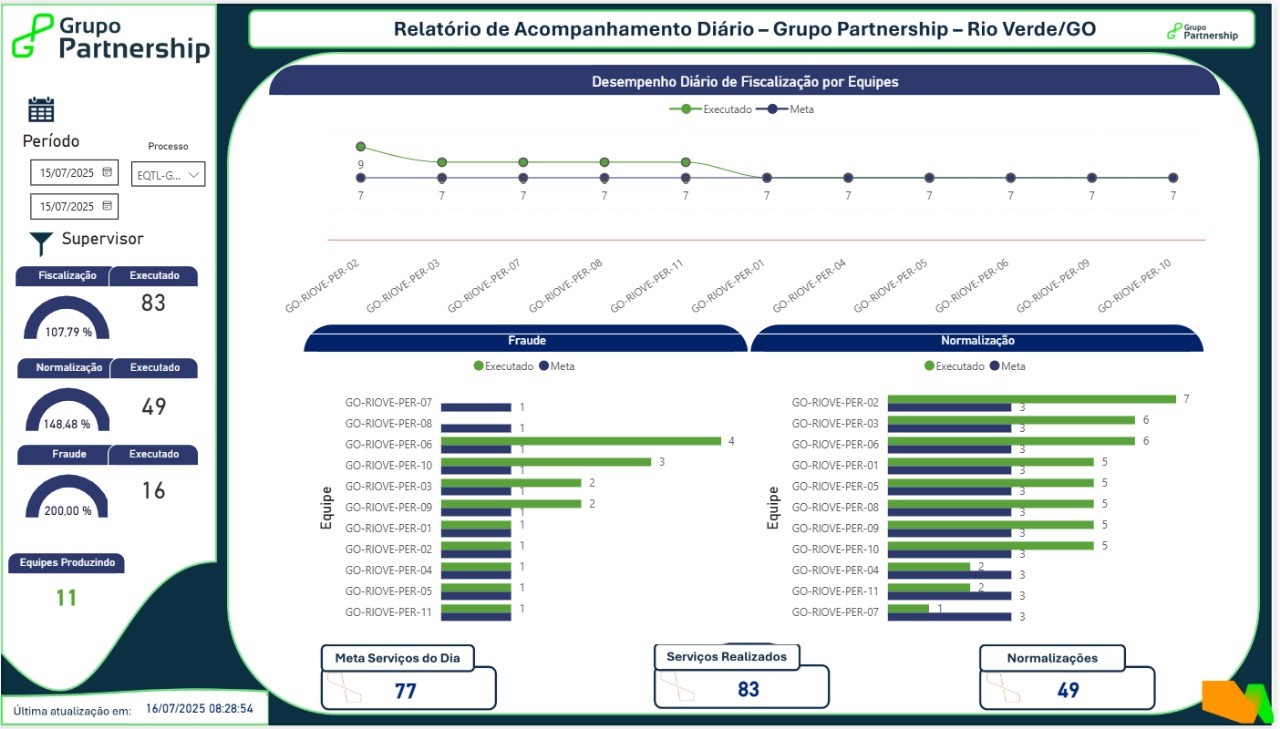 Grupo
Partnership
Relatório de Acompanhamento Diário – Grupo Partnership – Rio Verde/GO
Grupo
Partnership
Desempenho Diário de Fiscalização por Equipes
Executado Meta
9
7 7 7 7 7 7 7 7 7 7 7
GO-RIOVE-PER-02
GO-RIOVE-PER-03
GO-RIOVE-PER-07
GO-RIOVE-PER-08
GO-RIOVE-PER-11
GO-RIOVE-PER-01
GO-RIOVE-PER-04
GO-RIOVE-PER-05
GO-RIOVE-PER-06
GO-RIOVE-PER-09
GO-RIOVE-PER-10
Período
Processo
15/07/2025
EQTL-G...
15/07/2025
Supervisor
Fiscalização Executado
83
107,79 %
Normalização Executado
49
148,48 %
Fraude Executado
16
200,00 %
Equipes Produzindo
11
Fraude
Executado Meta
Equipe
GO-RIOVE-PER-07 1
GO-RIOVE-PER-08 1
GO-RIOVE-PER-06 4
1
GO-RIOVE-PER-10 3
1
GO-RIOVE-PER-03 2
1
GO-RIOVE-PER-09 2
1
GO-RIOVE-PER-01 1
GO-RIOVE-PER-02 1
GO-RIOVE-PER-04 1
GO-RIOVE-PER-05 1
GO-RIOVE-PER-11 1
Normalização
Executado Meta
Equipe
GO-RIOVE-PER-02 7
3
GO-RIOVE-PER-03 6
3
GO-RIOVE-PER-06 6
3
GO-RIOVE-PER-01 5
3
GO-RIOVE-PER-05 5
3
GO-RIOVE-PER-08 5
3
GO-RIOVE-PER-09 5
3
GO-RIOVE-PER-10 5
3
GO-RIOVE-PER-04 2
3
GO-RIOVE-PER-11 2
3
GO-RIOVE-PER-07 1
3
Meta Serviços do Dia
77
Serviços Realizados
83
Normalizações
49
Última atualização em: 16/07/2025 08:28:54